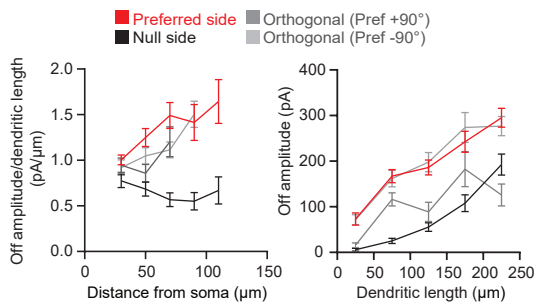 Preferred side
Orthogonal (Pref +90°)
Null side
Orthogonal (Pref -90°)
Off amplitude/dendritic length
(pA/µm)
2.0
1.5
1.0
0.5
0.0
0
50
100
150
Distance from soma (µm)
Off amplitude (pA)
400
300
200
100
0
0
50
100
150
200
250
Dendritic length (µm)